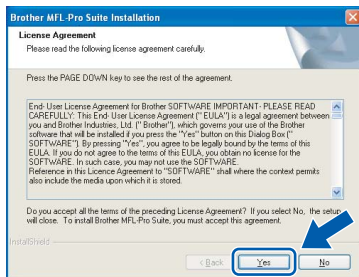 Brother MFL-Pro Suite Installation
License Agreement
Please read the following license agreement carefully.
Press the PAGE DOWN key to see the rest of the agreement.
End- User License Agreement for Brother SOFTWARE IMPORTANT- PLEASE READ
CAREFULLY: This End- User License Agreement (" EULA") is a legal agreement between
you and Brother Industries, Ltd. (" Brother"), which governs your use of the Brother
software that will be installed if you press the "Yes" button on this Dialog Box ("
SOFTWARE"). By pressing "Yes", you agree to be legally bound by the terms of this
EULA. If you do not agree to the terms of this EULA, you obtain no license for the
SOFTWARE. In such case, you may not use the SOFTWARE.
Reference in this Licence Agreement to "SOFTWARE" shall where the context permits
also include the media upon which it is stored.
Do you accept all the terms of the preceding License Agreement? If you select No, the setup
will close. To install Brother MFL-Pro Suite, you must accept this agreement.
InstallShield
< Back Yes No